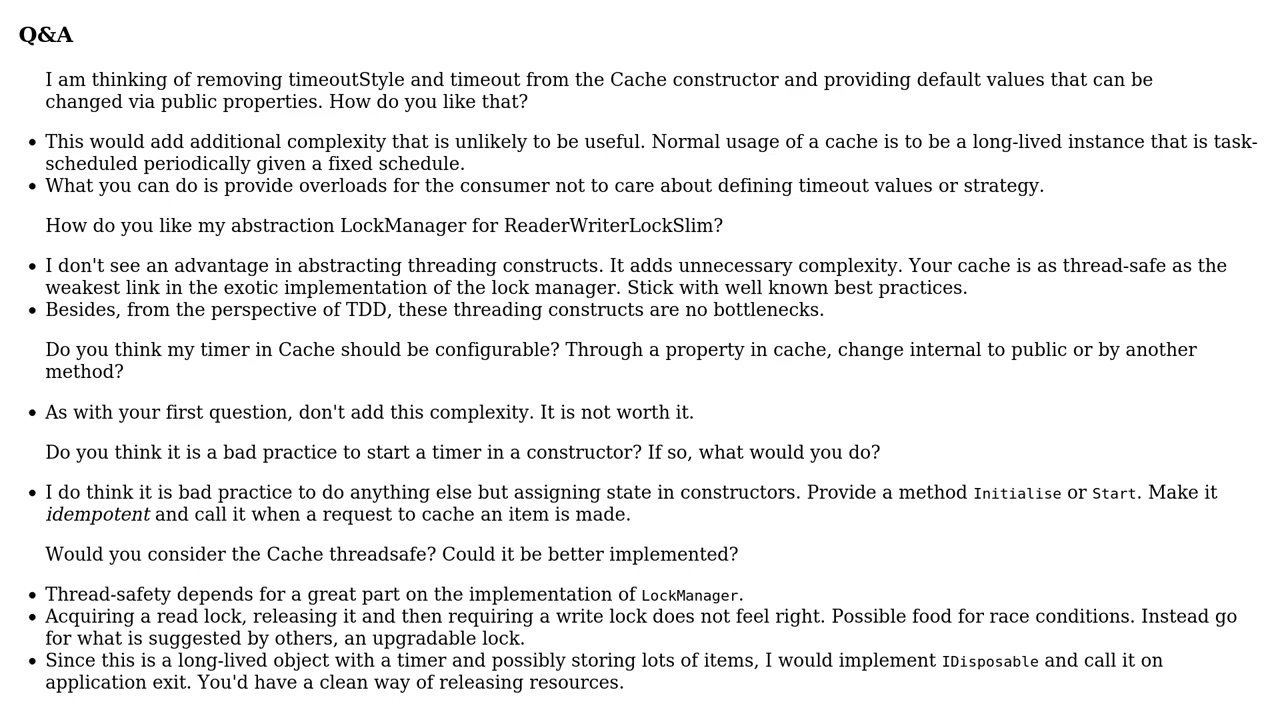 Q&A
I am thinking of removing timeoutStyle and timeout from the Cache constructor and providing default values that can be
changed via public properties. How do you like that?
• This would add additional complexity that is unlikely to be useful. Normal usage of a cache is to be a long-lived instance that is task-
scheduled periodically given a fixed schedule.
• What you can do is provide overloads for the consumer not to care about defining timeout values or strategy.
How do you like my abstraction LockManager for ReaderWriterLockSlim?
• I don't see an advantage in abstracting threading constructs. It adds unnecessary complexity. Your cache is as thread-safe as the
weakest link in the exotic implementation of the lock manager. Stick with well known best practices.
• Besides, from the perspective of TDD, these threading constructs are no bottlenecks.
Do you think my timer in Cache should be configurable? Through a property in cache, change internal to public or by another
method?
• As with your first question, don't add this complexity. It is not worth it.
Do you think it is a bad practice to start a timer in a constructor? If so, what would you do?
• I do think it is bad practice to do anything else but assigning state in constructors. Provide a method Initialise or Start. Make it
idempotent and call it when a request to cache an item is made.
Would you consider the Cache threadsafe? Could it be better implemented?
• Thread-safety depends for a great part on the implementation of LockManager.
• Acquiring a read lock, releasing it and then requiring a write lock does not feel right. Possible food for race conditions. Instead go
for what is suggested by others, an upgradable lock.
• Since this is a long-lived object with a timer and possibly storing lots of items, I would implement IDisposable and call it on
application exit. You'd have a clean way of releasing resources.